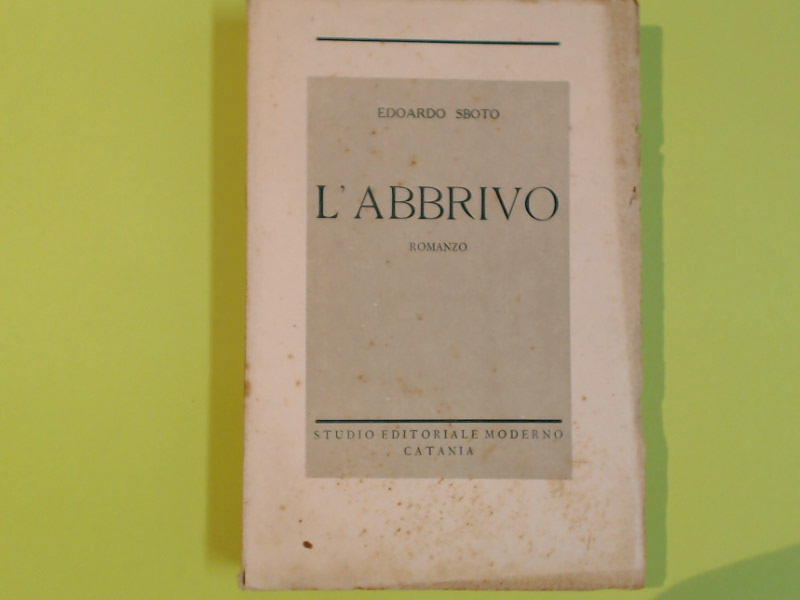 EDOARDO SBOTO
L'ABBRIVO
ROMANZO
STUDIO EDITORIALE MODERNO
CATANIA